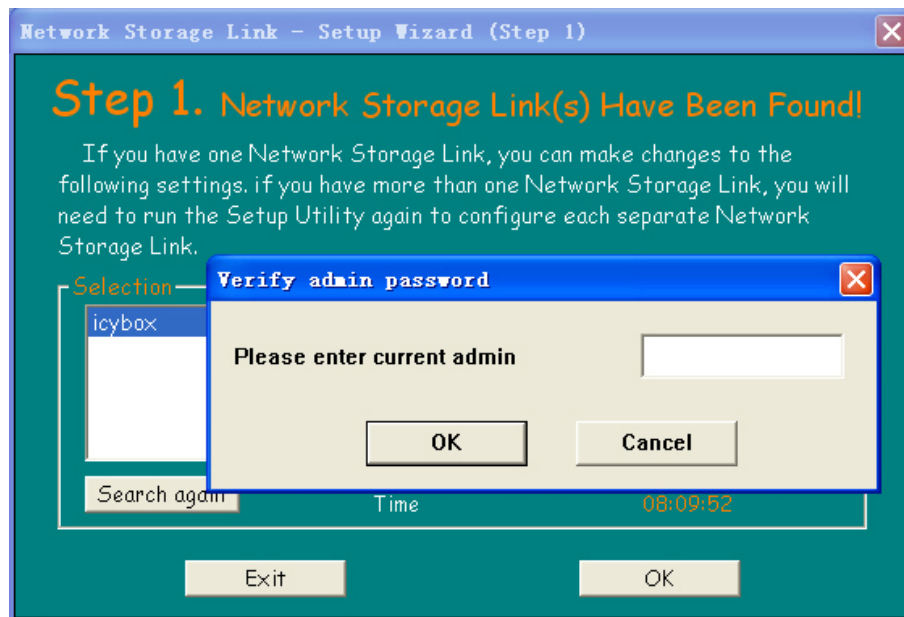 Network Storage Link - Setup Wizard (Step 1)
Step 1. Network Storage Link(s) Have Been Found!
If you have one Network Storage Link, you can make changes to the
following settings. if you have more than one Network Storage Link, you will
need to run the Setup Utility again to configure each separate Network
Storage Link.
Selection
icybox
Verify admin password
Please enter current admin
OK
Cancel
Search again
Time
08:09:52
Exit
OK